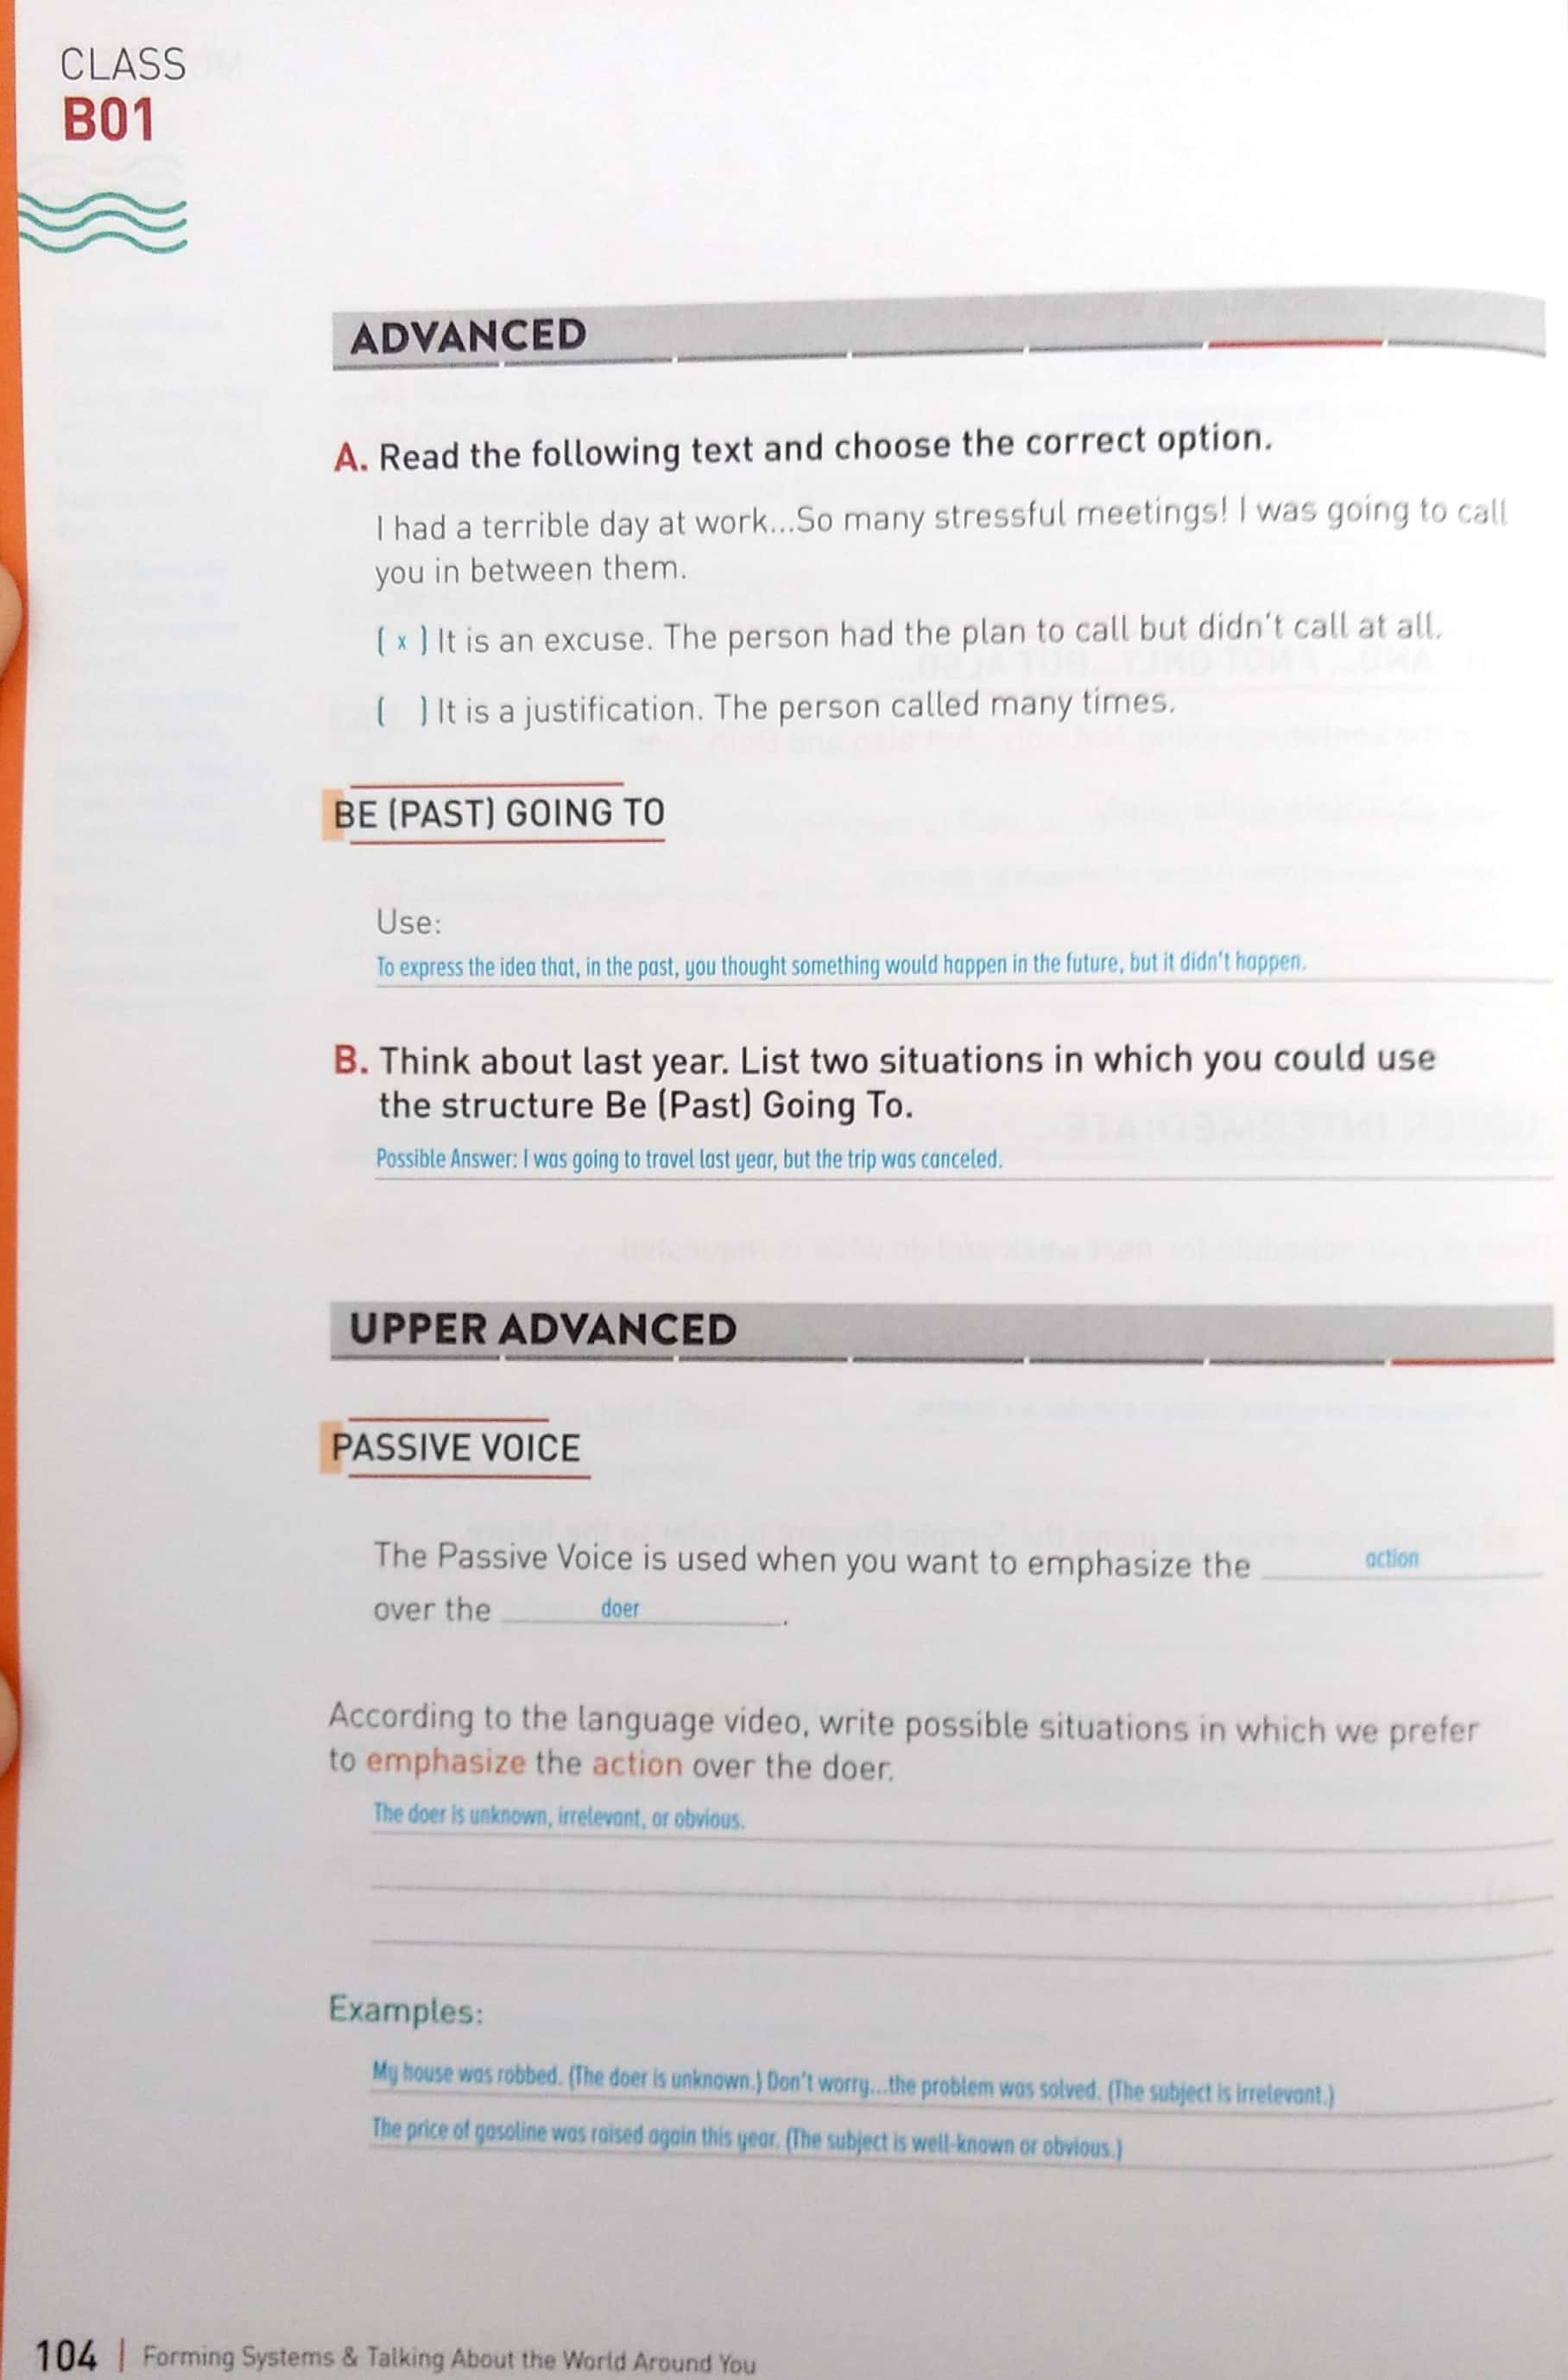 CLASS
B01
ADVANCED
A. Read the following text and choose the correct option.
I had a terrible day at work...So many stressful meetings! I was going to call
you in between them.
( x ) It is an excuse. The person had the plan to call but didn't call at all.
(   ) It is a justification. The person called many times.
BE (PAST) GOING TO
Use:
To express the idea that, in the past, you thought something would happen in the future, but it didn't happen.
B. Think about last year. List two situations in which you could use
the structure Be (Past) Going To.
Possible Answer: I was going to travel last year, but the trip was canceled.
UPPER ADVANCED
PASSIVE VOICE
The Passive Voice is used when you want to emphasize the action
over the doer.
According to the language video, write possible situations in which we prefer
to emphasize the action over the doer.
The doer is unknown, irrelevant, or obvious.
Examples:
My house was robbed. (The doer is unknown.) Don't worry...the problem was solved. (The subject is irrelevant.)
The price of gasoline was raised again this year. (The subject is well-known or obvious.)
104 | Forming Systems & Talking About the World Around You